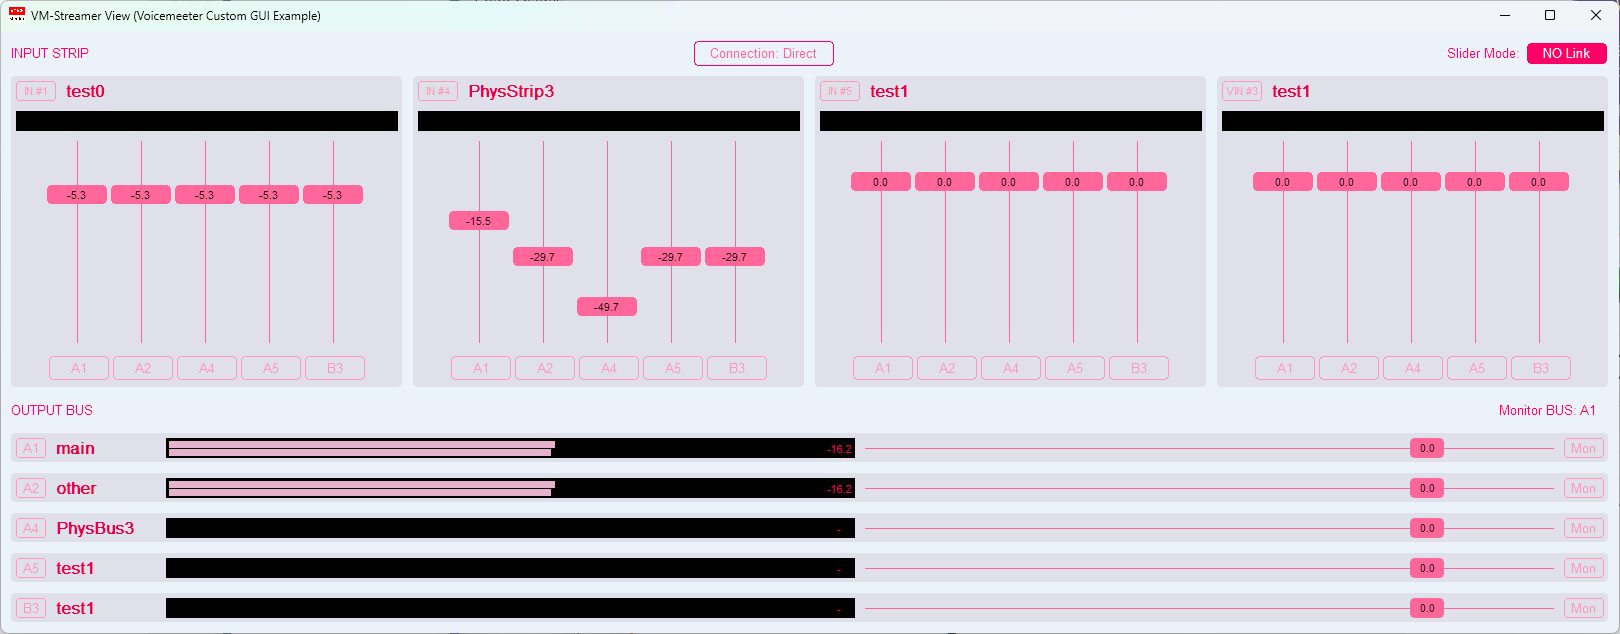 VM-Streamer View (Voicemeeter Custom GUI Example)
INPUT STRIP
Connection: Direct
Slider Mode:
NO Link
IN #1 test0
-5.3 -5.3 -5.3 -5.3 -5.3
A1 A2 A4 A5 B3
IN #4 PhysStrip3
-15.5
-29.7 -29.7 -29.7
-49.7
A1 A2 A4 A5 B3
IN #5 test1
0.0 0.0 0.0 0.0 0.0
A1 A2 A4 A5 B3
VIN #3 test1
0.0 0.0 0.0 0.0 0.0
A1 A2 A4 A5 B3
OUTPUT BUS
Monitor BUS: A1
A1 main -16.2 0.0 Mon
A2 other -16.2 0.0 Mon
A4 PhysBus3 - 0.0 Mon
A5 test1 - 0.0 Mon
B3 test1 - 0.0 Mon